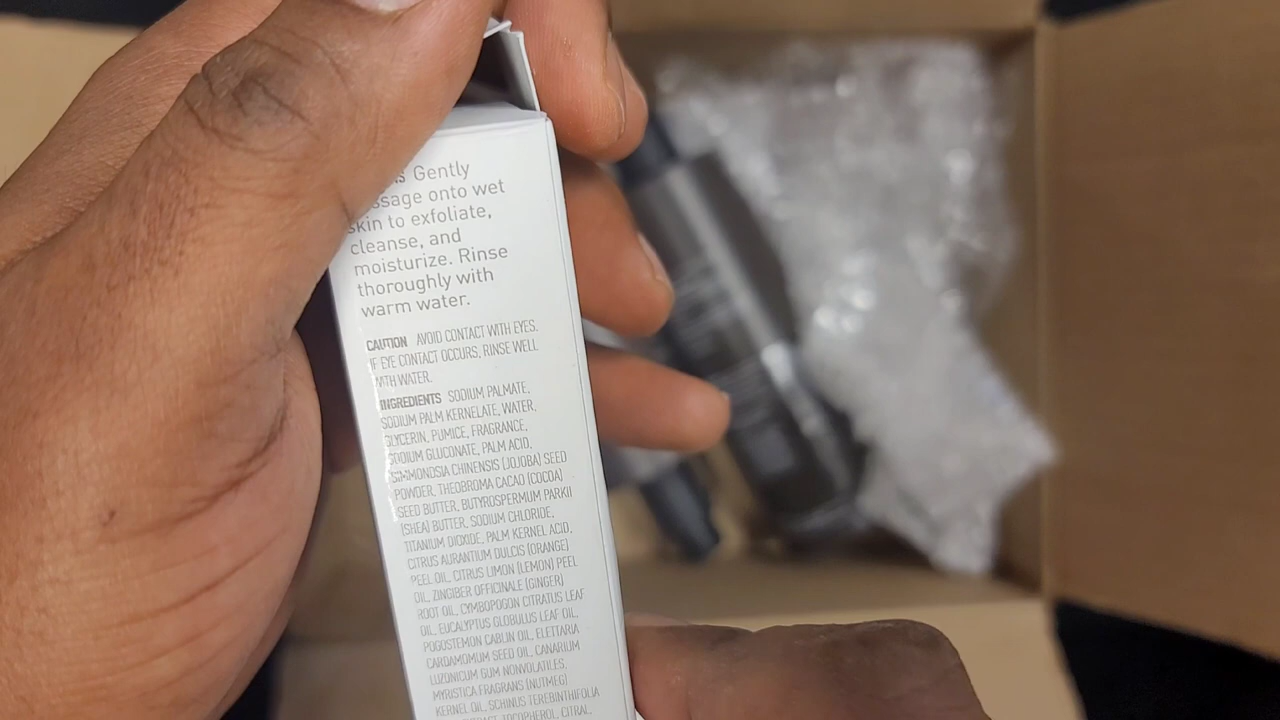 Gently
ssage onto wet
skin to exfoliate,
cleanse, and
moisturize. Rinse
thoroughly with
warm water.
CAUTION AVOID CONTACT WITH EYES.
IF EYE CONTACT OCCURS, RINSE WELL
WITH WATER.
INGREDIENTS SODIUM PALMATE,
SODIUM PALM KERNELATE, WATER,
GLYCERIN, PUMICE, FRAGRANCE,
SODIUM GLUCONATE, PALM ACID,
SIMMONDSIA CHINENSIS (JOJOBA) SEED
POWDER, THEOBROMA CACAO (COCOA)
SEED BUTTER, BUTYROSPERMUM PARKII
(SHEA) BUTTER, SODIUM CHLORIDE,
TITANIUM DIOXIDE, PALM KERNEL ACID,
CITRUS AURANTIUM DULCIS (ORANGE)
PEEL OIL, CITRUS LIMON (LEMON) PEEL
OIL, ZINGIBER OFFICINALE (GINGER)
ROOT OIL, CYMBOPOGON CITRATUS LEAF
OIL, EUCALYPTUS GLOBULUS LEAF OIL,
POGOSTEMON CABLIN OIL, ELETTARIA
CARDAMOMUM SEED OIL, CANARIUM
LUZONICUM GUM NONVOLATILES,
MYRISTICA FRAGRANS (NUTMEG)
KERNEL OIL, SCHINUS TEREBINTHIFOLIA
TOCOPHEROL, CITRAL,